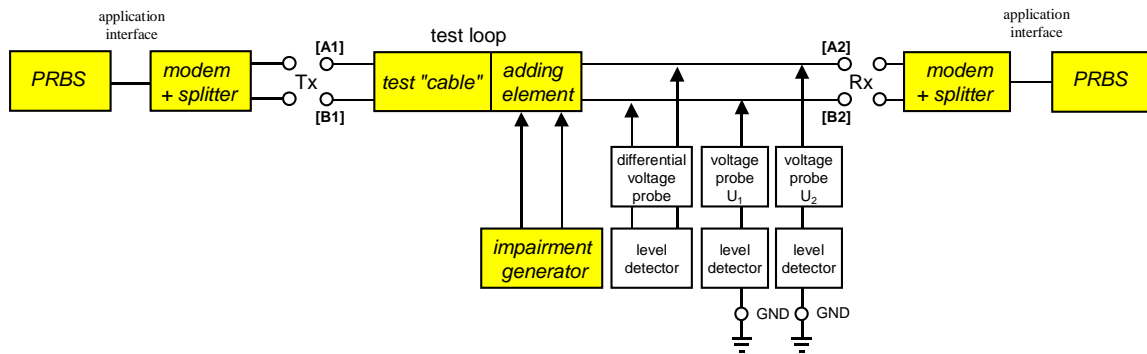 application
interface
test loop
application
interface
PRBS
modem
+ splitter
Tx
[A1]
[B1]
test "cable"
adding
element
[A2]
[B2]
Rx
modem
+ splitter
PRBS
differential
voltage
probe
voltage
probe
U1
voltage
probe
U2
impairment
generator
level
detector
level
detector
level
detector
GND
GND